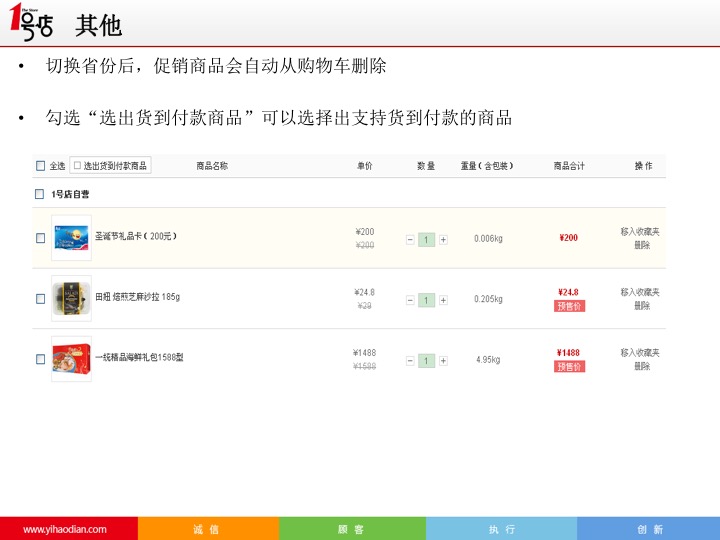 The Store
1号店
其他
• 切换省份后，促销商品会自动从购物车删除
• 勾选“选出货到付款商品”可以选择出支持货到付款的商品
全选 选出货到付款商品 商品名称 单价 数量 重量（含包装） 商品合计 操作
1号店自营
圣诞节礼品卡（200元） ¥200 ¥200 1 0.006kg ¥200 移入收藏夹 删除
田妞 焙煎芝麻沙拉 185g ¥24.8 ¥29 1 0.205kg ¥24.8 预售价 移入收藏夹 删除
一统精品海鲜礼包1588型 ¥1488 ¥1588 1 4.95kg ¥1488 预售价 移入收藏夹 删除
www.yihaodian.com 诚信 顾客 执行 创新